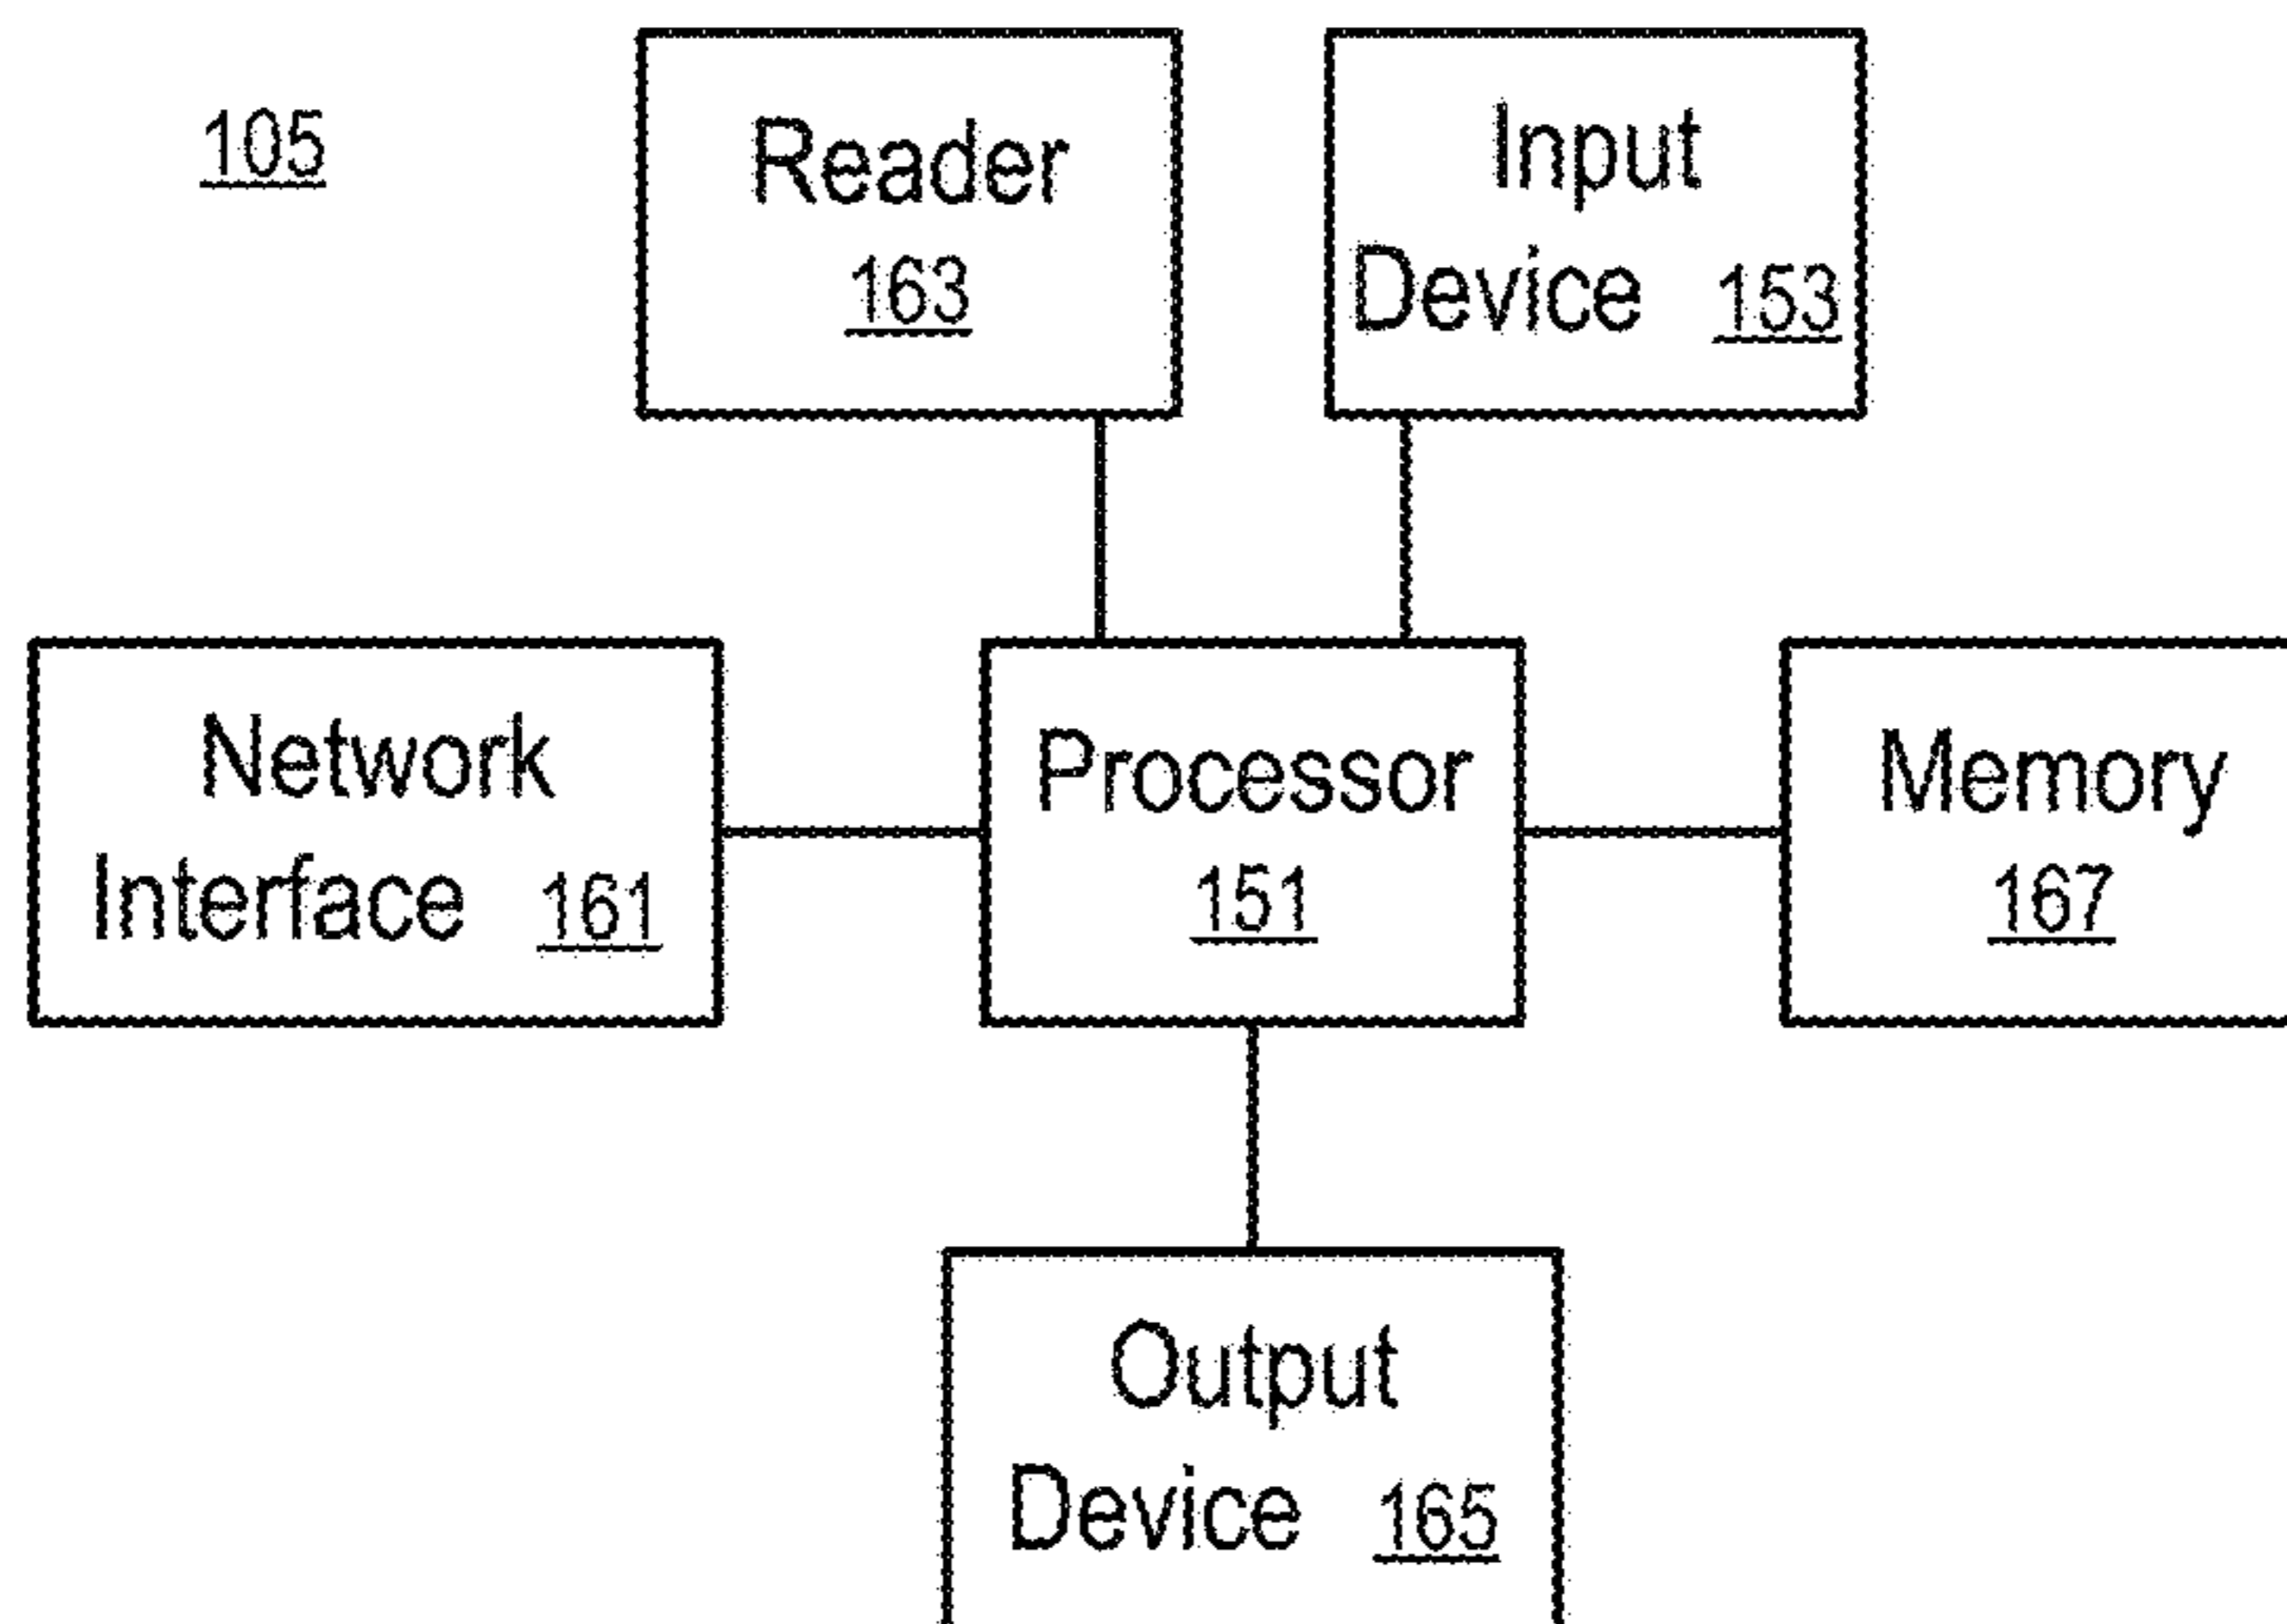 105
Reader
163
Input
Device 153
Network
Interface 161
Processor
151
Memory
167
Output
Device 165